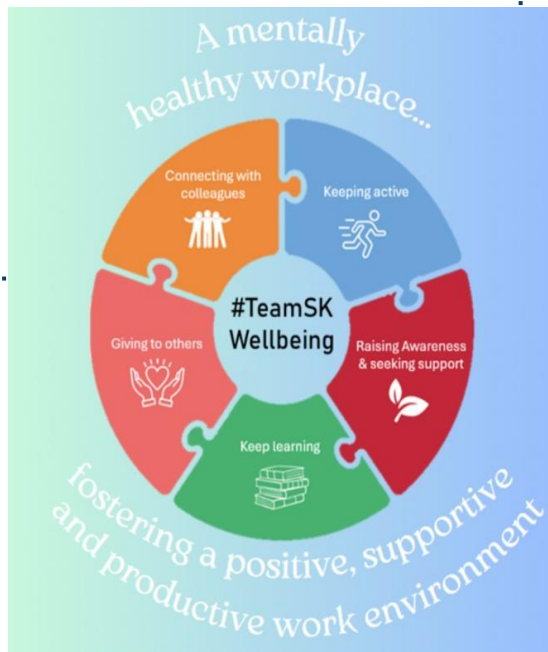 A mentally
healthy workplace...
Connecting with
colleagues
Keeping active
#TeamSK
Wellbeing
Giving to others
Raising Awareness
& seeking support
Keep learning
fostering a positive, supportive
and productive work environment